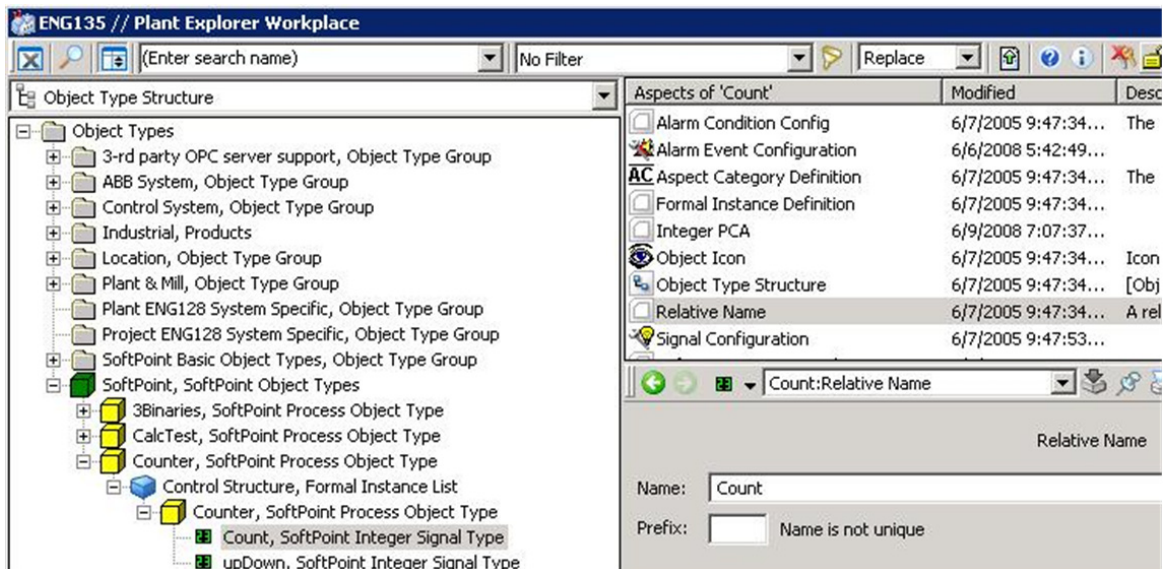 ENG135 // Plant Explorer Workplace
(Enter search name) No Filter Replace
Object Type Structure
Object Types
3-rd party OPC server support, Object Type Group
ABB System, Object Type Group
Control System, Object Type Group
Industrial, Products
Location, Object Type Group
Plant & Mill, Object Type Group
Plant ENG128 System Specific, Object Type Group
Project ENG128 System Specific, Object Type Group
SoftPoint Basic Object Types, Object Type Group
SoftPoint, SoftPoint Object Types
3Binaries, SoftPoint Process Object Type
CalcTest, SoftPoint Process Object Type
Counter, SoftPoint Process Object Type
Control Structure, Formal Instance List
Counter, SoftPoint Process Object Type
Count, SoftPoint Integer Signal Type
upDown, SoftPoint Integer Signal Type
Aspects of 'Count' Modified Desc
Alarm Condition Config 6/7/2005 9:47:34... The
Alarm Event Configuration 6/6/2008 5:42:49...
AC Aspect Category Definition 6/7/2005 9:47:34... The
Formal Instance Definition 6/7/2005 9:47:34...
Integer PCA 6/9/2008 7:07:37...
Object Icon 6/7/2005 9:47:34... Icon
Object Type Structure 6/7/2005 9:47:34... [Obj
Relative Name 6/7/2005 9:47:34... A rel
Signal Configuration 6/7/2005 9:47:53...
Count:Relative Name
Relative Name
Name: Count
Prefix: Name is not unique